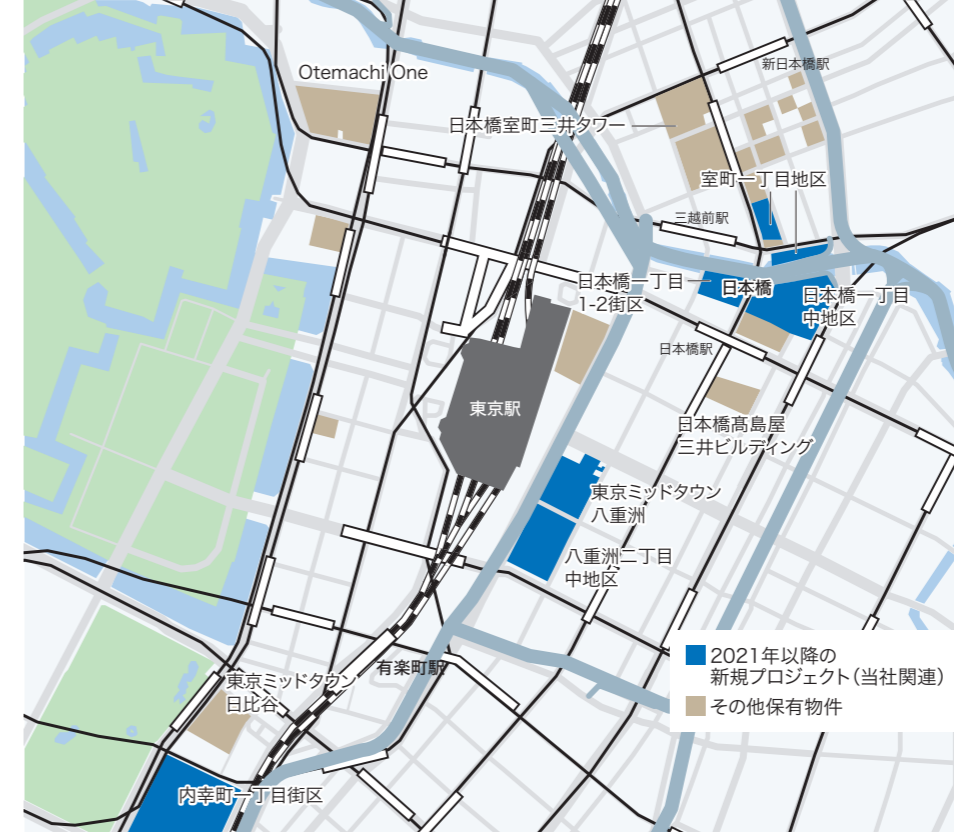 Otemachi One
新日本橋駅
日本橋室町三井タワー
室町一丁目地区
三越前駅
日本橋一丁目
1-2街区
日本橋
日本橋一丁目
中地区
日本橋駅
東京駅
日本橋髙島屋
三井ビルディング
東京ミッドタウン
八重洲
八重洲二丁目
中地区
有楽町駅
東京ミッドタウン
日比谷
内幸町一丁目街区
2021年以降の
新規プロジェクト（当社関連）
その他保有物件